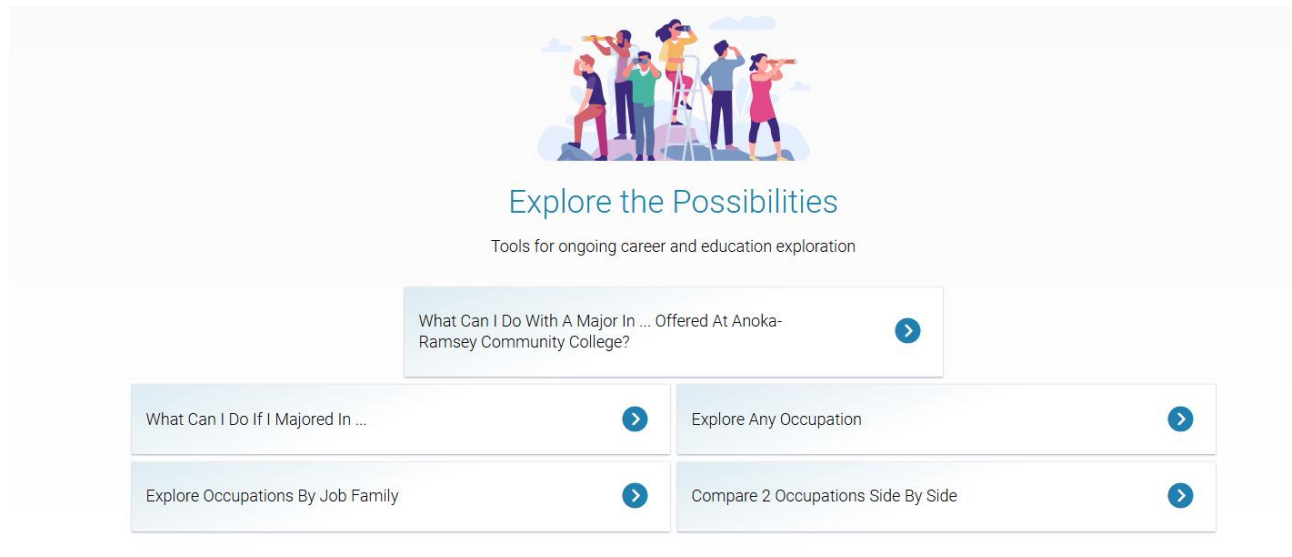 Explore the Possibilities
Tools for ongoing career and education exploration
What Can I Do With A Major In ... Offered At Anoka-
Ramsey Community College?
What Can I Do If I Majored In ...
Explore Any Occupation
Explore Occupations By Job Family
Compare 2 Occupations Side By Side